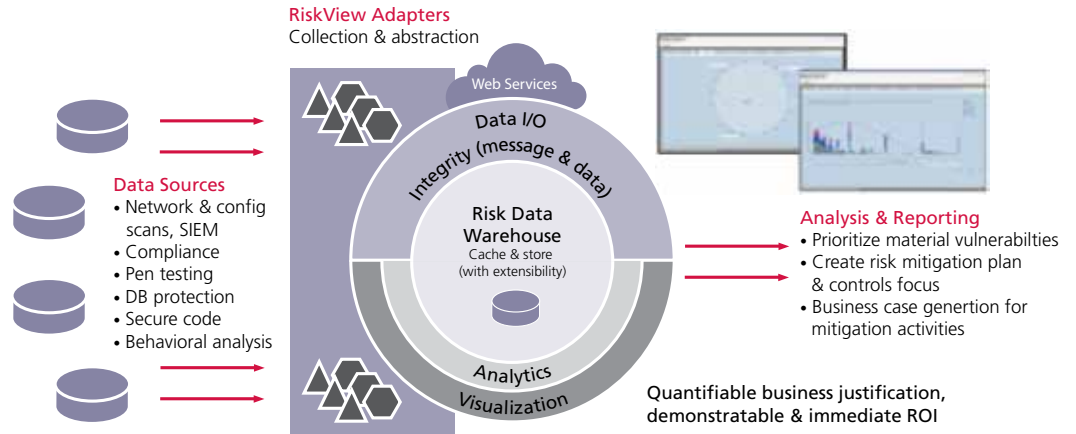 RiskView Adapters
Collection & abstraction
Web Services
Data I/O
Integrity (message & data)
Risk Data
Warehouse
Cache & store
(with extensibility)
Analytics
Visualization
Data Sources
• Network & config
scans, SIEM
• Compliance
• Pen testing
• DB protection
• Secure code
• Behavioral analysis
Analysis & Reporting
• Prioritize material vulnerabilties
• Create risk mitigation plan
& controls focus
• Business case genertion for
mitigation activities
Quantifiable business justification,
demonstratable & immediate ROI